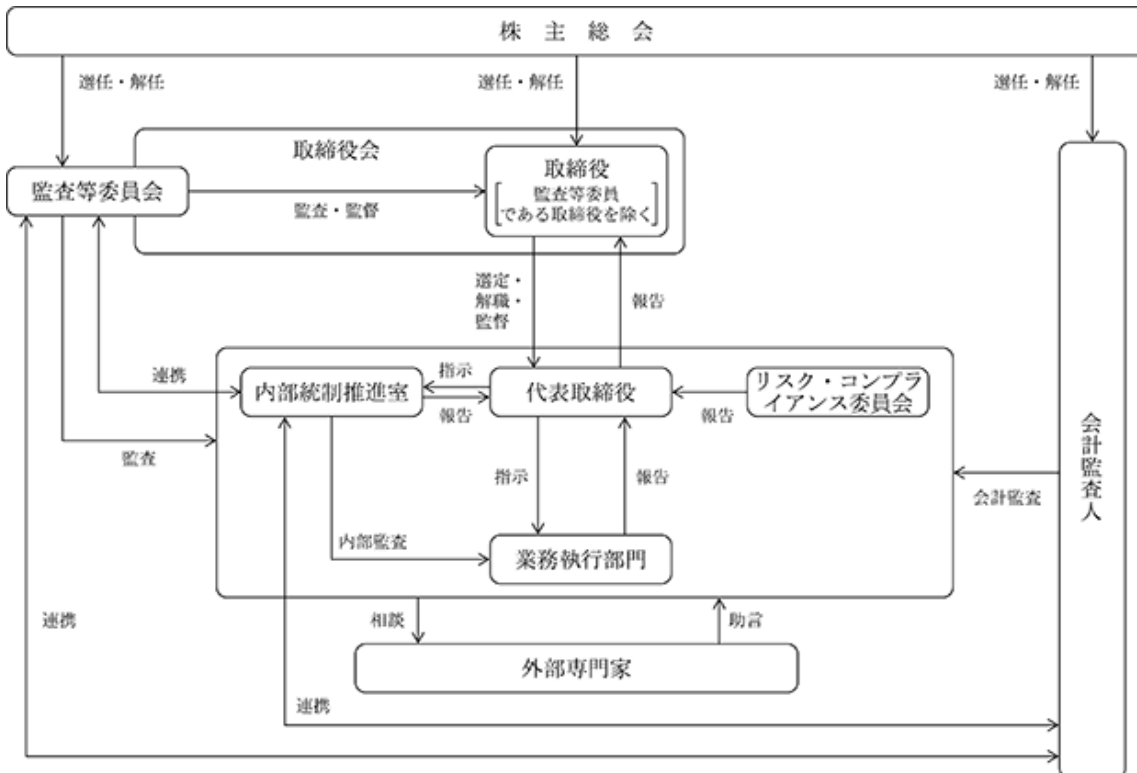 株主総会
選任・解任
選任・解任
選任・解任
取締役会
監査等委員会
監査・監督
取締役
監査等委員
である取締役を除く
選定・
解職・
監督
報告
連携
内部統制推進室
指示
報告
代表取締役
報告
リスク・コンプラ
イアンス委員会
監査
指示
報告
会計監査
会計監査人
内部監査
業務執行部門
連携
相談
助言
外部専門家
連携